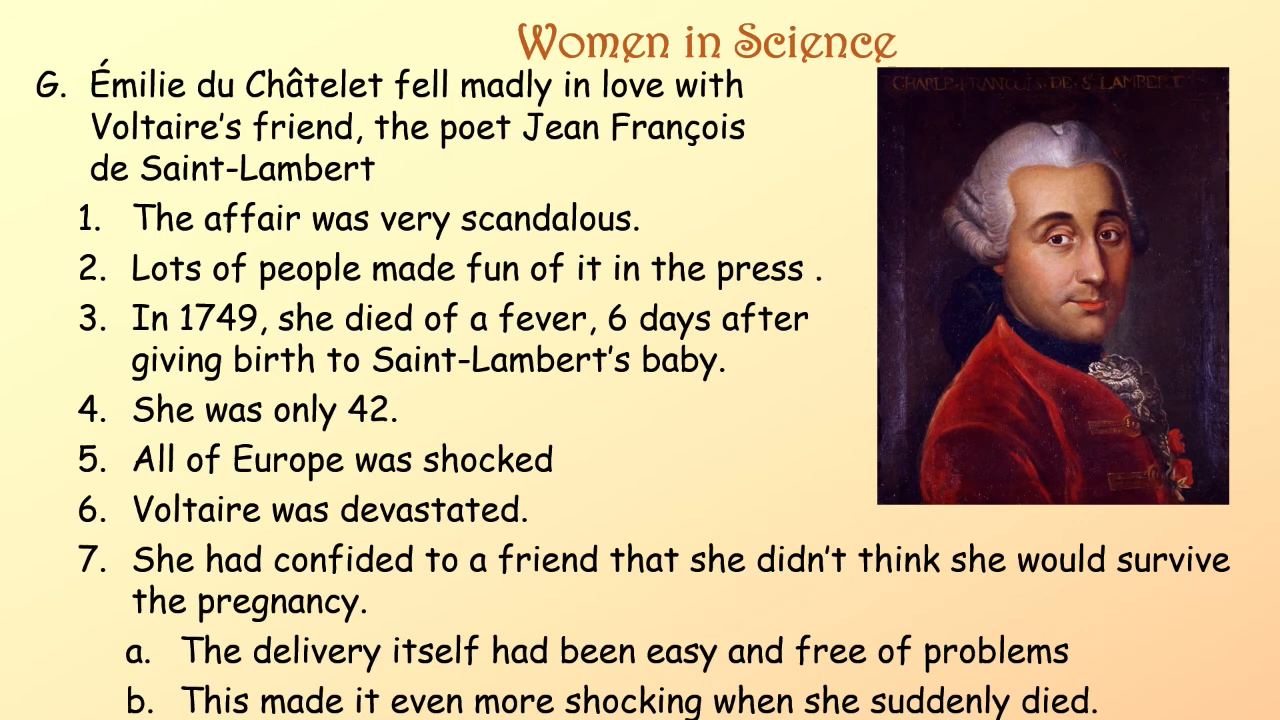 Women in Science
G. Émilie du Châtelet fell madly in love with
Voltaire’s friend, the poet Jean François
de Saint-Lambert
1. The affair was very scandalous.
2. Lots of people made fun of it in the press .
3. In 1749, she died of a fever, 6 days after
giving birth to Saint-Lambert’s baby.
4. She was only 42.
5. All of Europe was shocked
6. Voltaire was devastated.
7. She had confided to a friend that she didn’t think she would survive
the pregnancy.
a. The delivery itself had been easy and free of problems
b. This made it even more shocking when she suddenly died.
CHARLE·FRANCOIS·DE·S^T LAMBERT